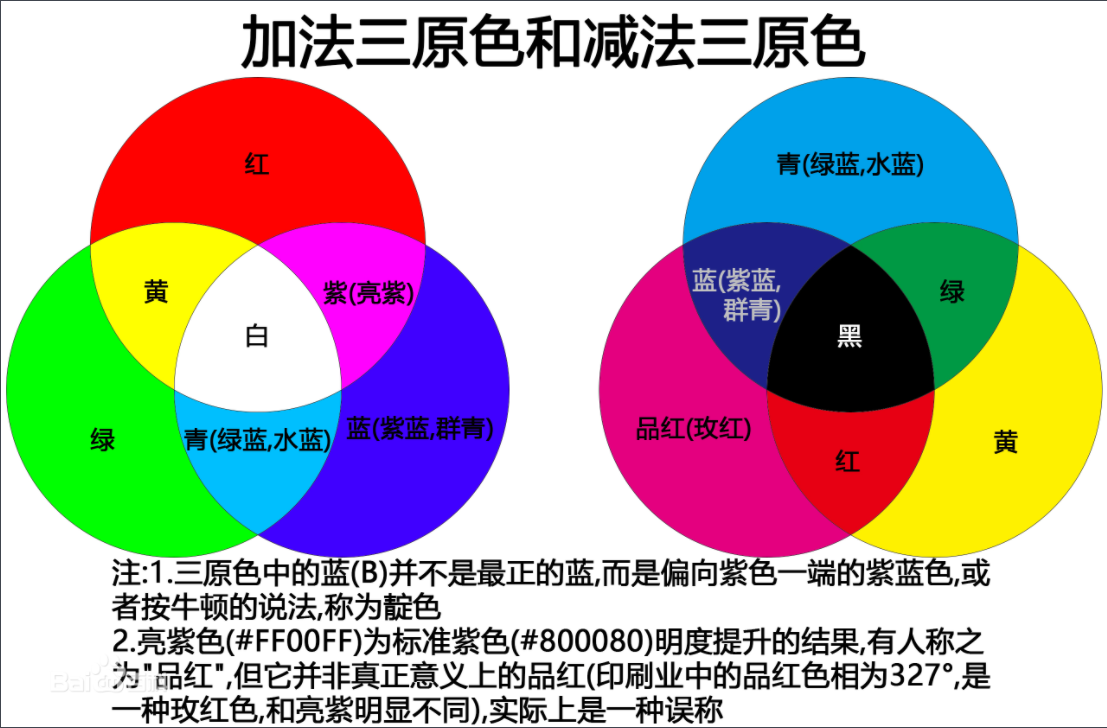 加法三原色和减法三原色
红
黄
紫(亮紫)
白
绿
青(绿蓝,水蓝)
蓝(紫蓝,群青)
青(绿蓝,水蓝)
蓝(紫蓝,
群青)
绿
黑
品红(玫红)
红
黄
注:1.三原色中的蓝(B)并不是最正的蓝,而是偏向紫色一端的紫蓝色,或
者按牛顿的说法,称为靛色
2.亮紫色(#FF00FF)为标准紫色(#800080)明度提升的结果,有人称之
为"品红",但它并非真正意义上的品红(印刷业中的品红色相为327°,是
一种玫红色,和亮紫明显不同),实际上是一种误称